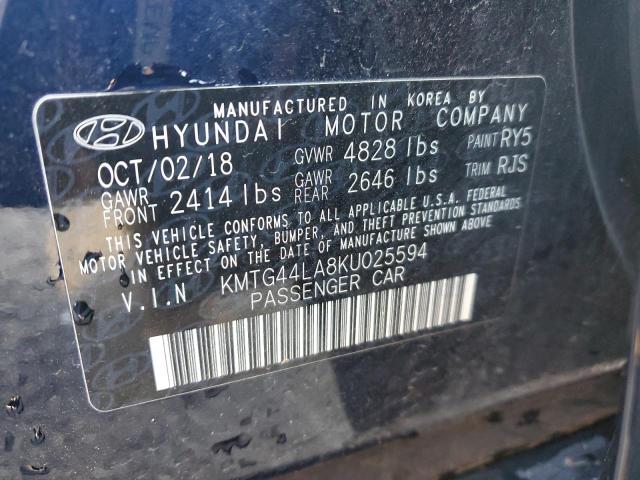 MANUFACTURED IN KOREA BY
HYUNDAI MOTOR COMPANY
OCT/02/18 GVWR 4828 lbs PAINT RY5
GAWR FRONT 2414 lbs GAWR REAR 2646 lbs TRIM RJS
THIS VEHICLE CONFORMS TO ALL APPLICABLE U.S.A. FEDERAL
MOTOR VEHICLE SAFETY, BUMPER, AND THEFT PREVENTION STANDARDS
IN EFFECT ON THE DATE OF MANUFACTURE SHOWN ABOVE
V.I.N KMTG44LA8KU025594
PASSENGER CAR